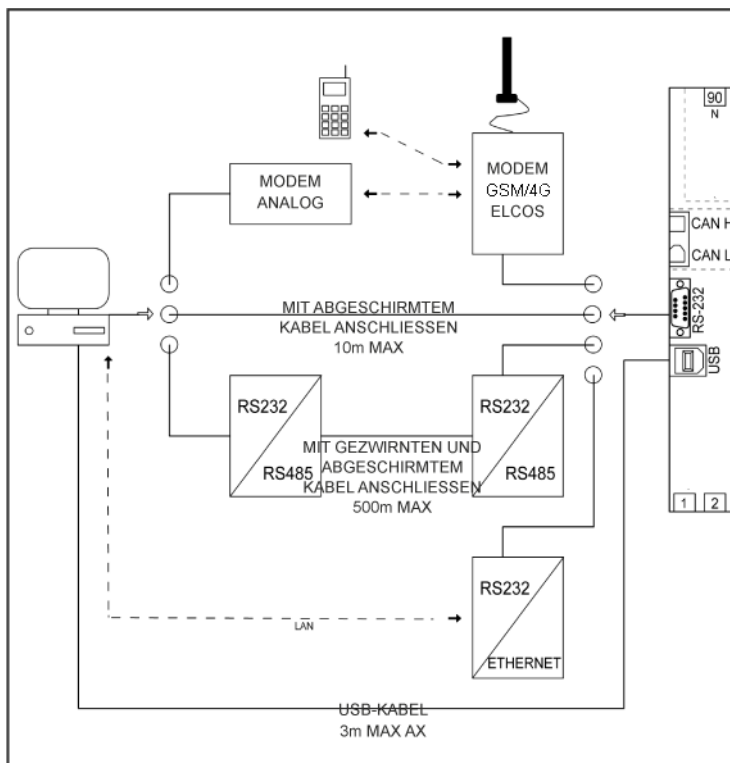 90
N
MODEM
ANALOG
MODEM
GSM/4G
ELCOS
CAN H
CAN L
RS-232
USB
MIT ABGESCHIRMTEM
KABEL ANSCHLIESSEN
10m MAX
RS232
RS485
RS232
RS485
MIT GEZWIRNTEN UND
ABGESCHIRMTEM
KABEL ANSCHLIESSEN
500m MAX
1
2
RS232
ETHERNET
LAN
USB-KABEL
3m MAX AX